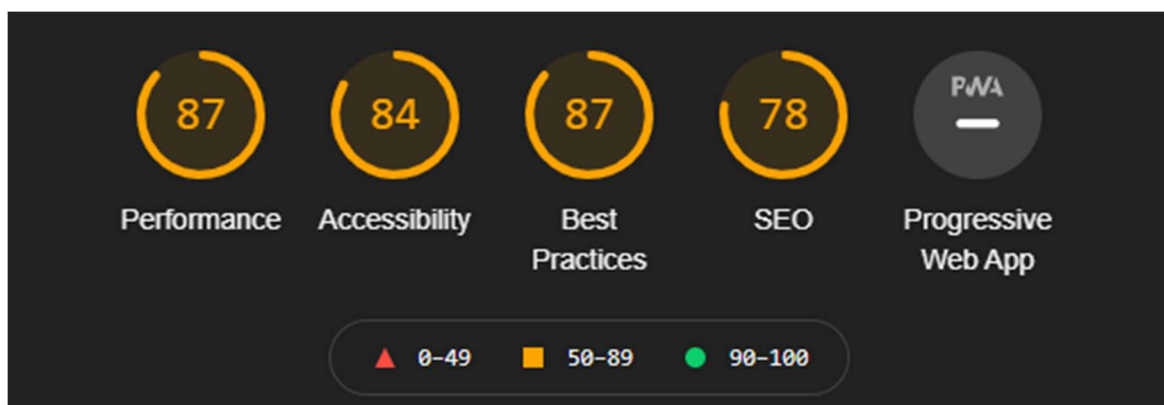 87 84 87 78 PWA
Performance Accessibility Best Practices SEO Progressive Web App
0–49 50–89 90–100